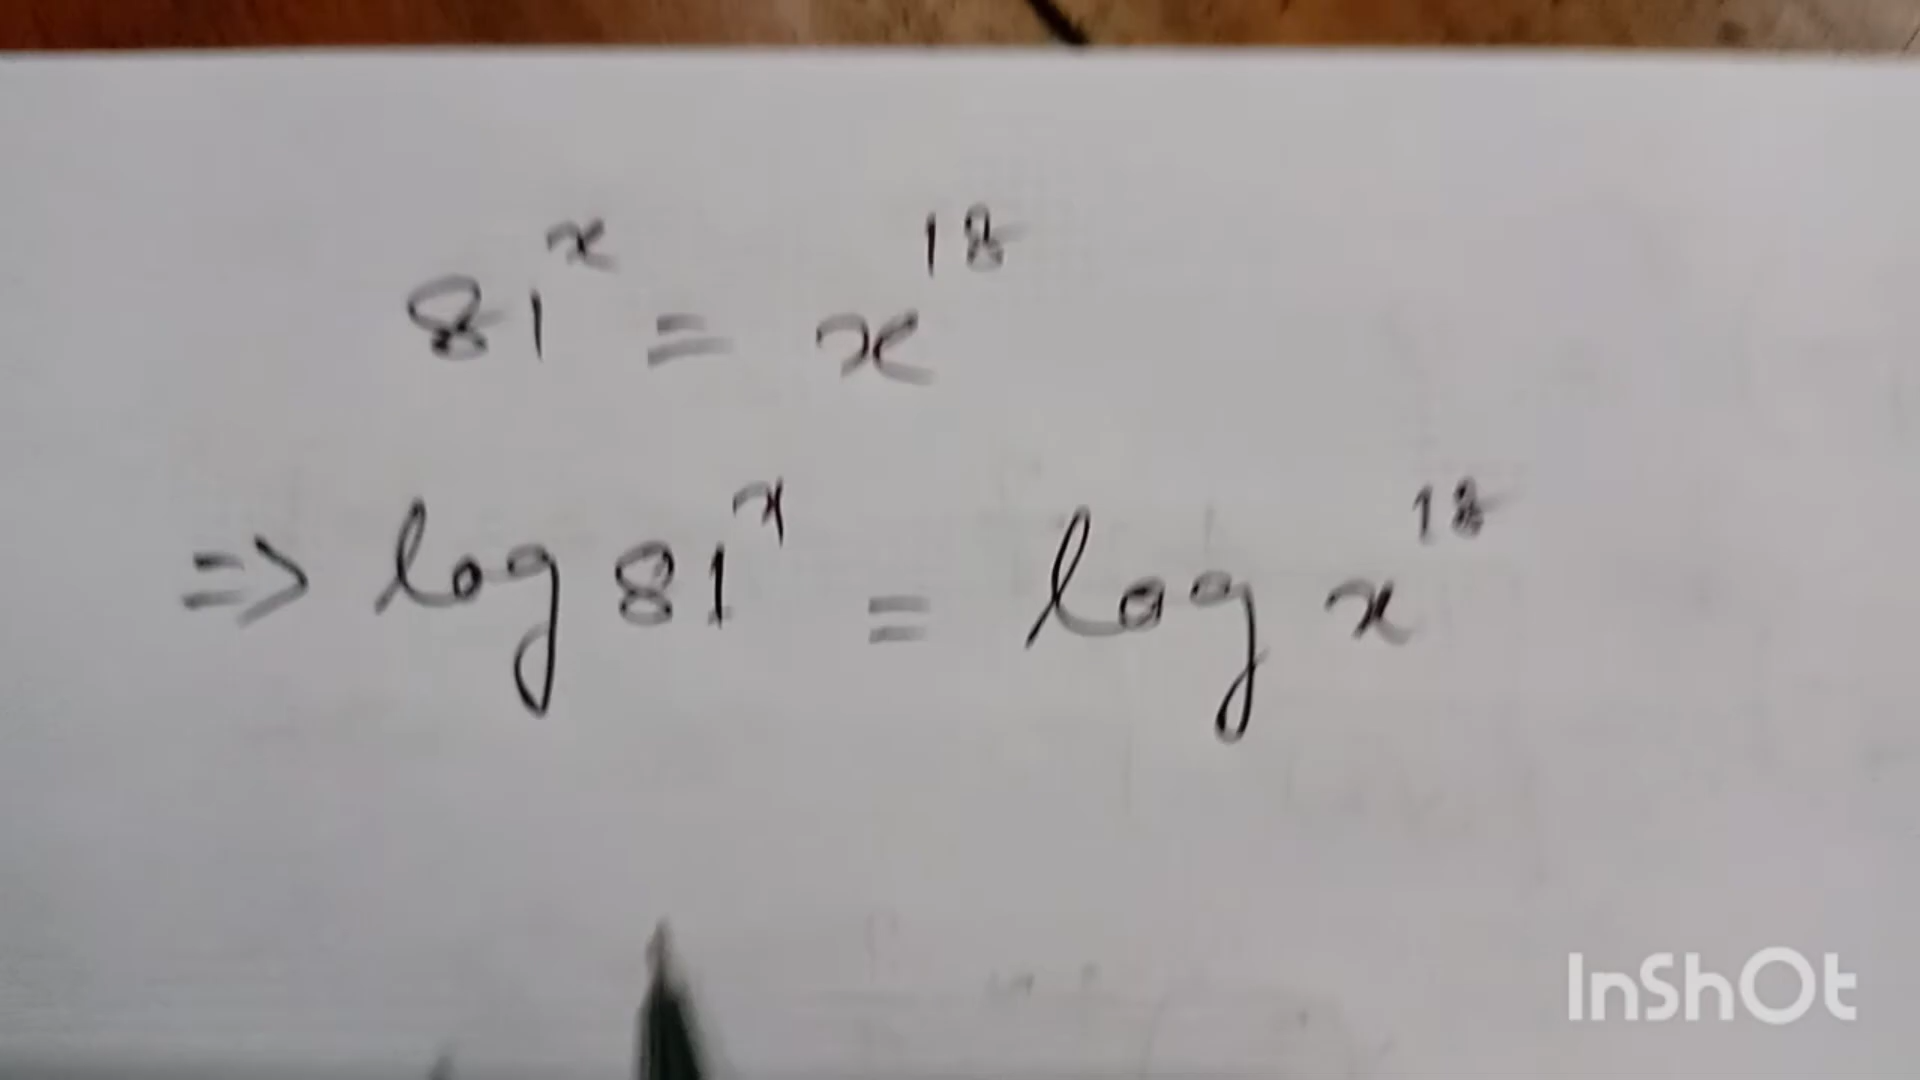 81^x = x^18
⇒ log 81^x = log x^18
InShOt